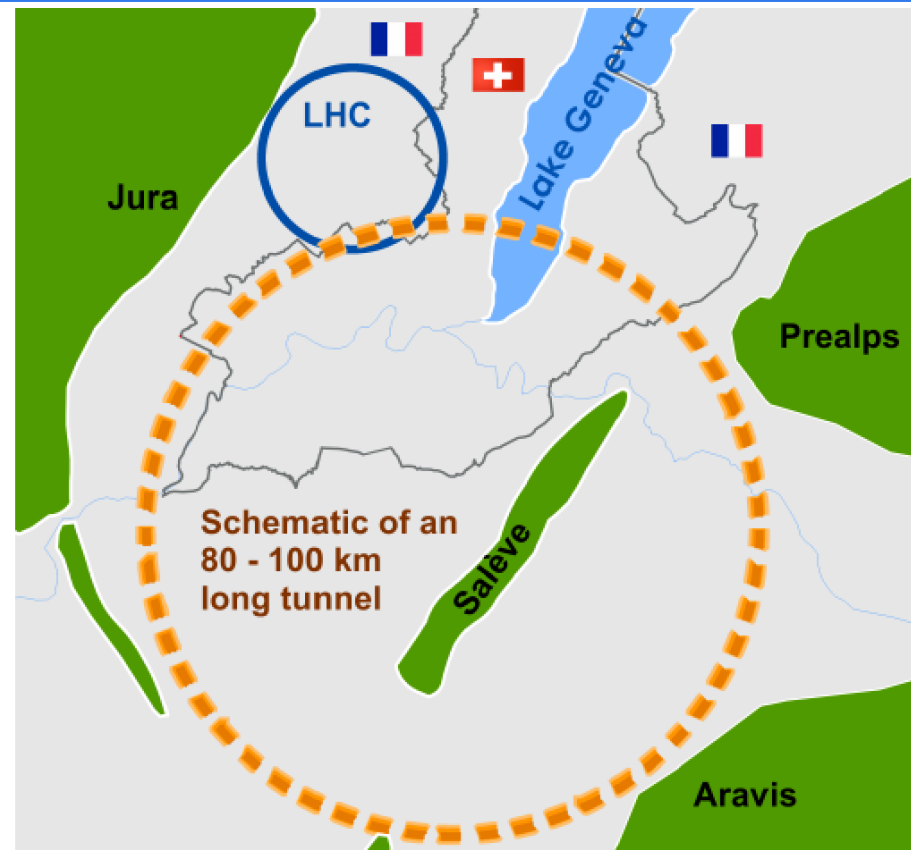 LHC
Lake Geneva
Jura
Prealps
Schematic of an
80 - 100 km
long tunnel
Salève
Aravis